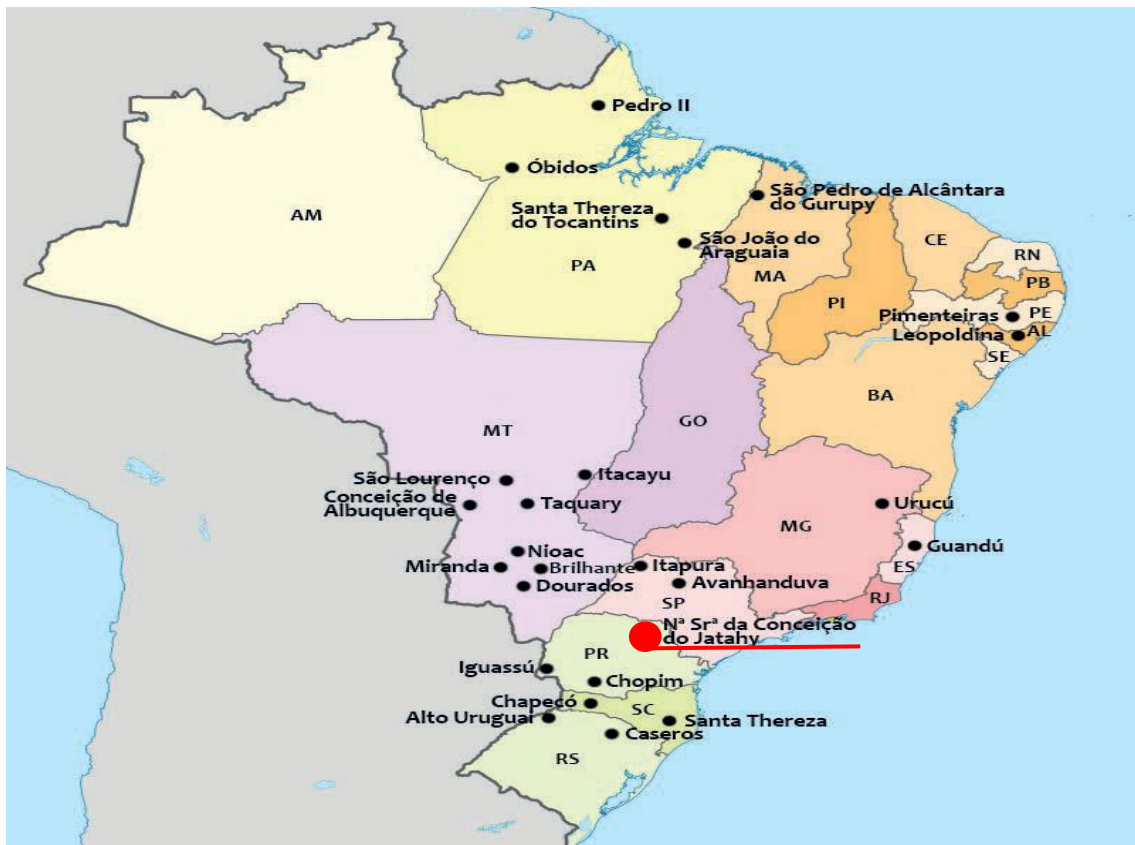 Pedro II
Óbidos
São Pedro de Alcântara
do Gurupy
AM
Santa Thereza
do Tocantins
São João do
Araguaia
CE
RN
PA
MA
PB
PI
PE
Pimenteiras
AL
Leopoldina
SE
BA
GO
MT
Itacayu
São Lourenço
Conceição de
Albuquerque
Taquary
Urucú
MG
Nioac
Guandú
Miranda
Brilhante
Itapura
ES
Dourados
Avanhanduva
RJ
SP
Nª Srª da Conceição
do Jatahy
PR
Iguassú
Chopim
Chapecó
SC
Alto Uruguai
Santa Thereza
Caseros
RS